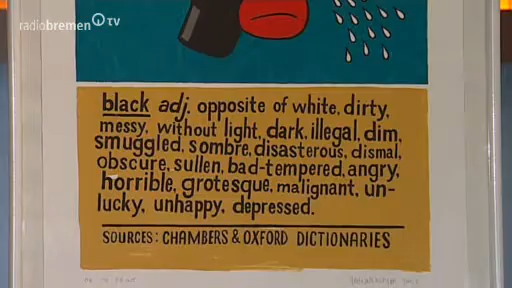 radiobremen TV
black adj. opposite of white, dirty,
messy, without light, dark, illegal, dim,
smuggled, sombre, disasterous, dismal,
obscure, sullen, bad-tempered, angry,
horrible, grotesque, malignant, un-
lucky, unhappy, depressed.
SOURCES: CHAMBERS & OXFORD DICTIONARIES